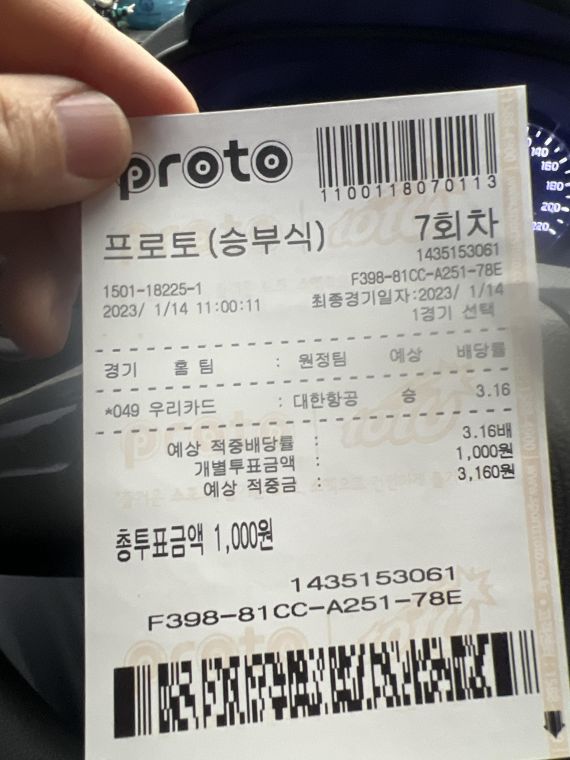 proto
1100118070113
프로토(승부식) 7회차
1435153061
1501-18225-1 F398-81CC-A251-78E
2023/ 1/14 11:00:11 최종경기일자:2023/ 1/14
1경기 선택
경기 홈 팀 : 원정팀 예상 배당률
*049 우리카드 : 대한항공 승 3.16
예상 적중배당률 : 3.16배
개별투표금액 : 1,000원
예상 적중금 : 3,160원
총투표금액 1,000원
1435153061
F398-81CC-A251-78E
140
160
180
200
220